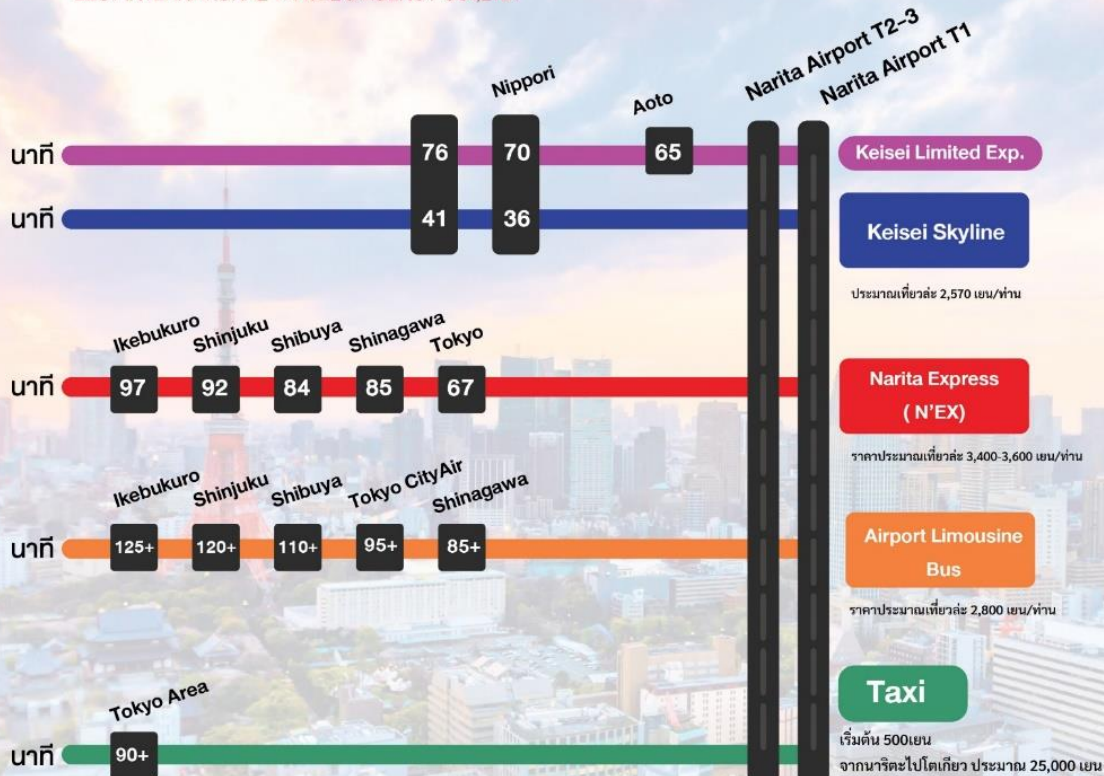 Narita Airport T2-3
Narita Airport T1
Nippori
Aoto
นาที
76
70
65
Keisei Limited Exp.
นาที
41
36
Keisei Skyline
ประมาณเที่ยวล่ะ 2,570 เยน/ท่าน
Ikebukuro
Shinjuku
Shibuya
Shinagawa
Tokyo
นาที
97
92
84
85
67
Narita Express
( N'EX)
ราคาประมาณเที่ยวล่ะ 3,400-3,600 เยน/ท่าน
Ikebukuro
Shinjuku
Shibuya
Tokyo CityAir
Shinagawa
นาที
125+
120+
110+
95+
85+
Airport Limousine
Bus
ราคาประมาณเที่ยวล่ะ 2,800 เยน/ท่าน
Tokyo Area
นาที
90+
Taxi
เริ่มต้น 500เยน
จากนาริตะไปโตเกียว ประมาณ 25,000 เยน